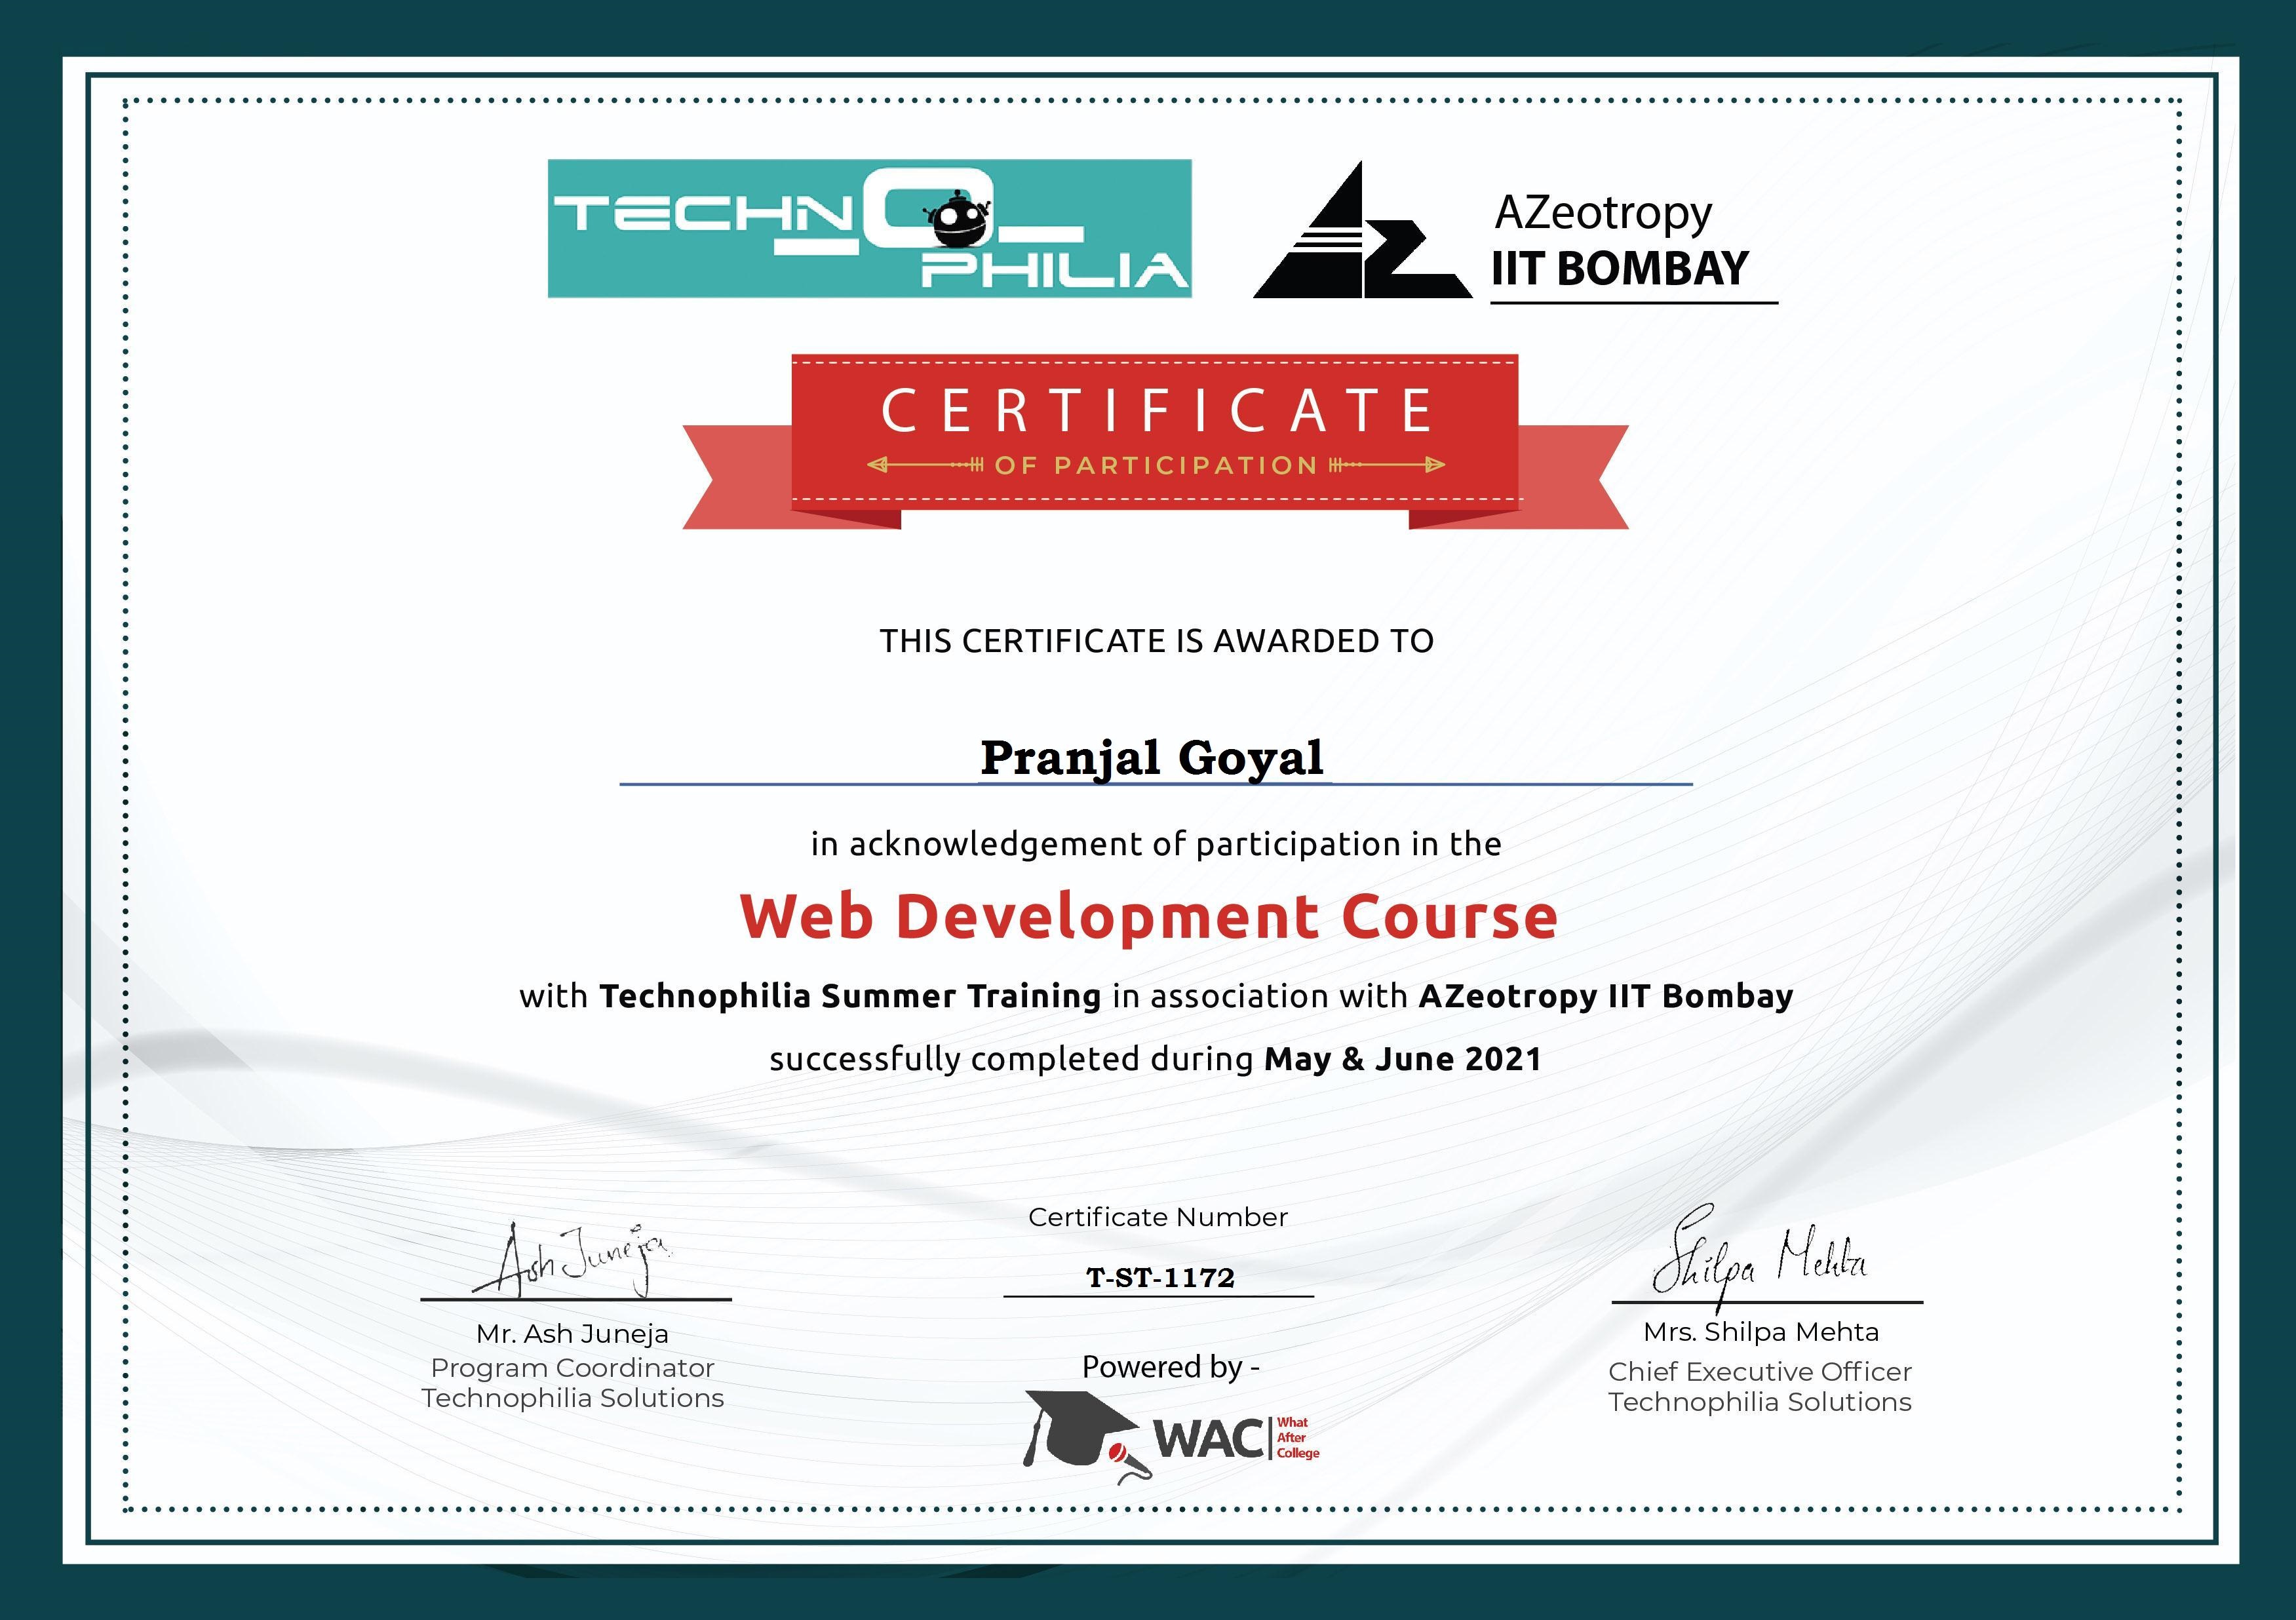 TECHNO_
_PHILIA
AZeotropy
IIT BOMBAY
CERTIFICATE
OF PARTICIPATION
THIS CERTIFICATE IS AWARDED TO
Pranjal Goyal
in acknowledgement of participation in the
Web Development Course
with Technophilia Summer Training in association with AZeotropy IIT Bombay
successfully completed during May & June 2021
Ash Juneja
Mr. Ash Juneja
Program Coordinator
Technophilia Solutions
Certificate Number
T-ST-1172
Powered by -
WAC
What
After
College
Shilpa Mehta
Mrs. Shilpa Mehta
Chief Executive Officer
Technophilia Solutions